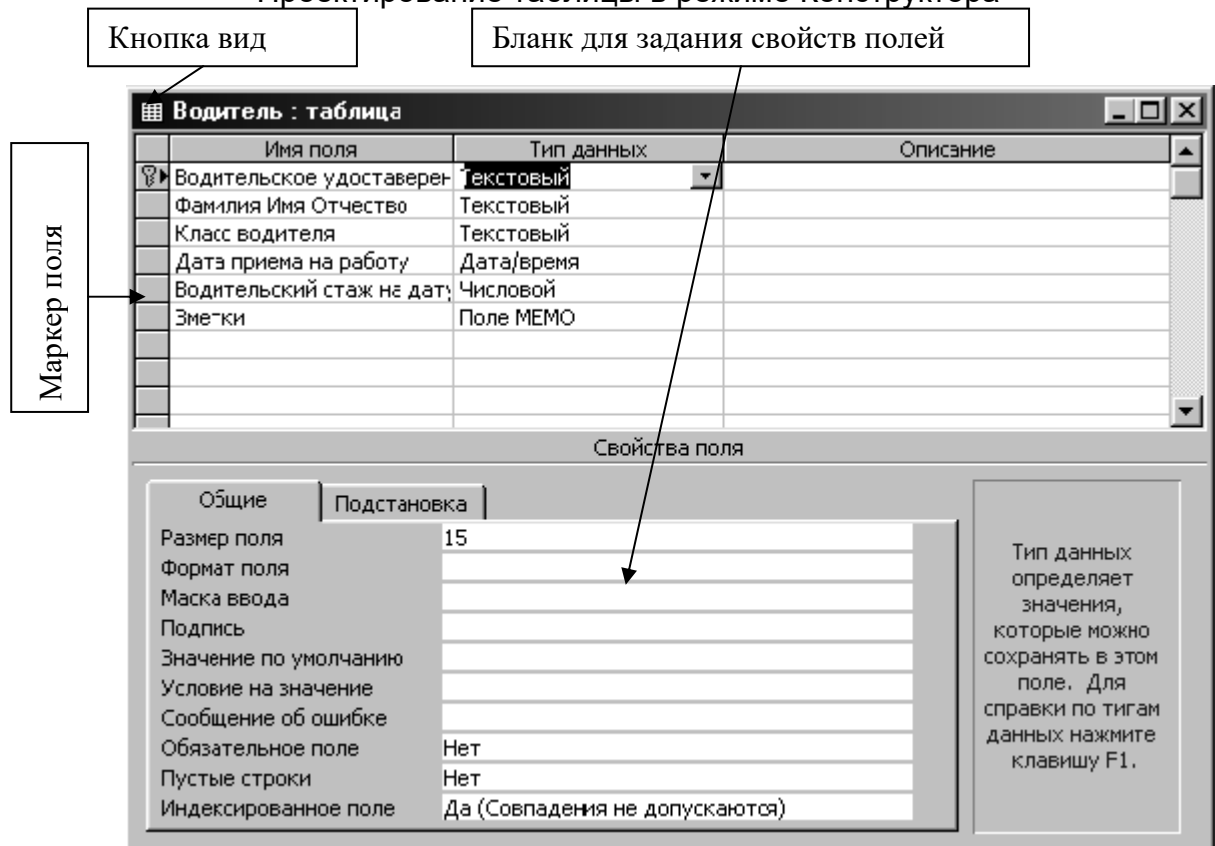 Проектирование таблицы в режиме Конструктора
Кнопка вид
Бланк для задания свойств полей
Водитель : таблица
Имя поля Тип данных Описание
Водительское удоставерен Текстовый
Фамилия Имя Отчество Текстовый
Класс водителя Текстовый
Дата приема на работу Дата/время
Водительский стаж на дату Числовой
Зметки Поле МЕМО
Маркер поля
Свойства поля
Общие Подстановка
Размер поля 15
Формат поля
Маска ввода
Подпись
Значение по умолчанию
Условие на значение
Сообщение об ошибке
Обязательное поле Нет
Пустые строки Нет
Индексированное поле Да (Совпадения не допускаются)
Тип данных
определяет
значения,
которые можно
сохранять в этом
поле. Для
справки по типам
данных нажмите
клавишу F1.